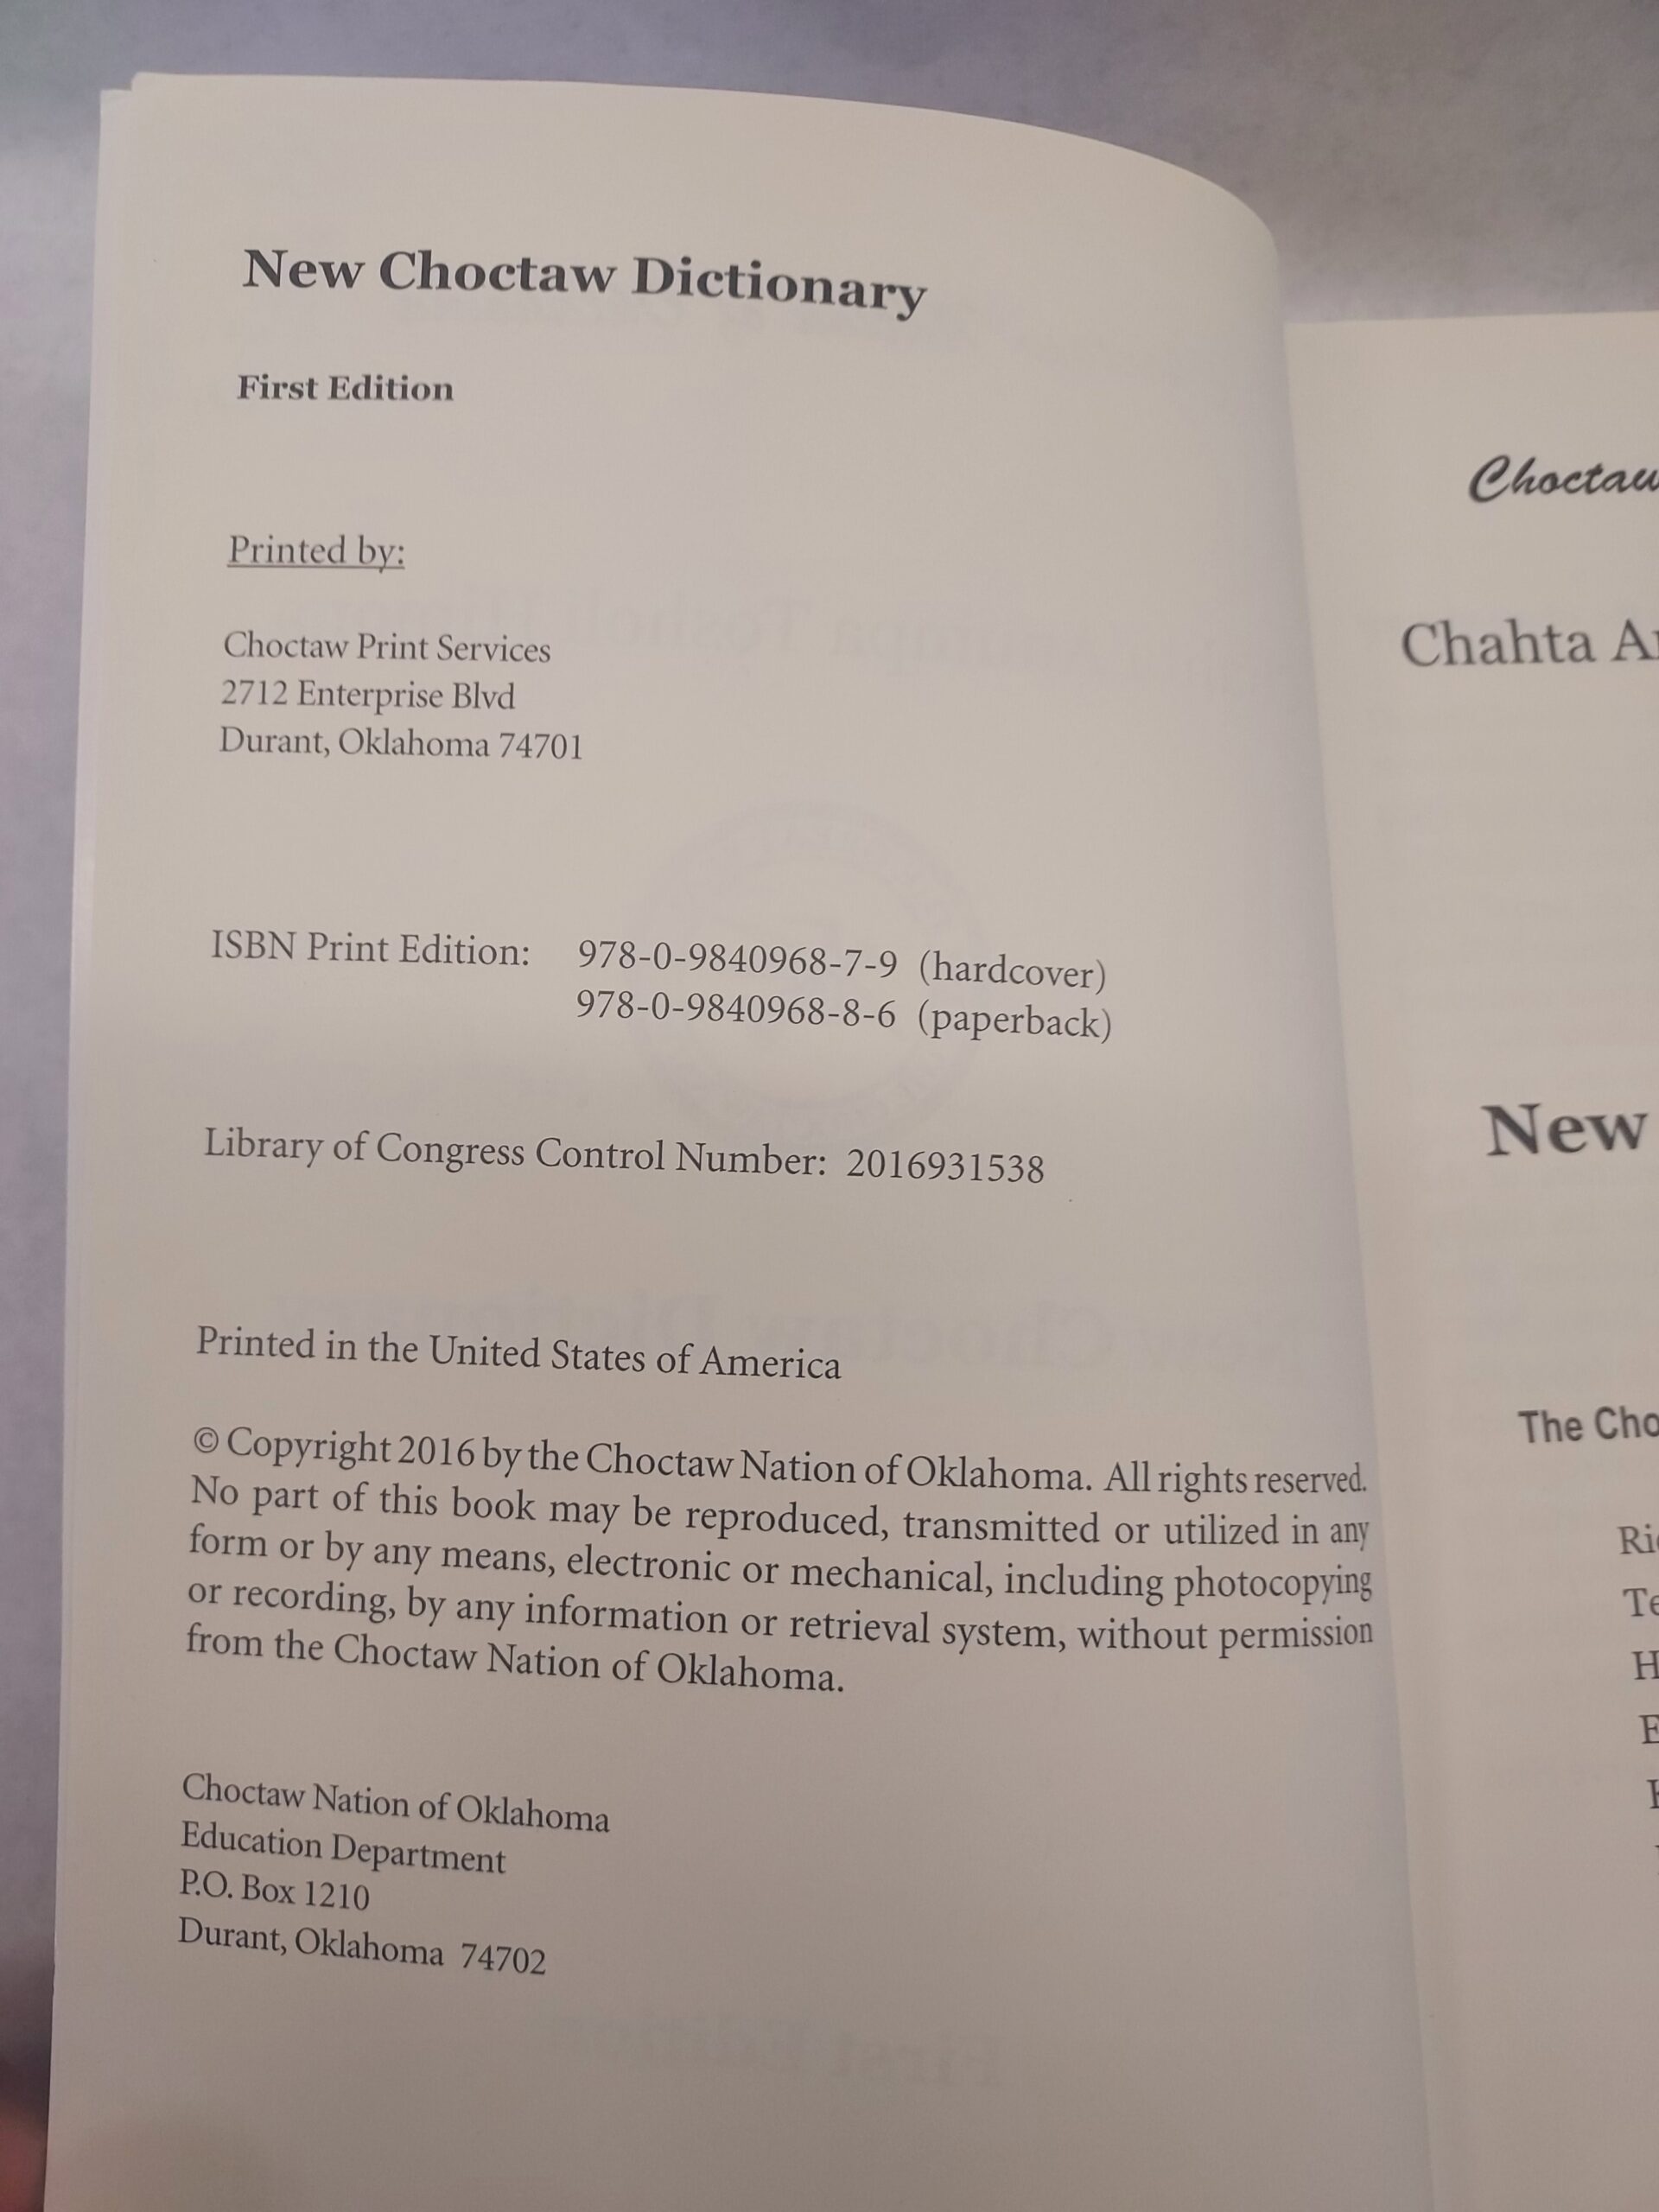 New Choctaw Dictionary
First Edition
Printed by:
Choctaw Print Services
2712 Enterprise Blvd
Durant, Oklahoma 74701
ISBN Print Edition: 978-0-9840968-7-9 (hardcover)
978-0-9840968-8-6 (paperback)
Library of Congress Control Number: 2016931538
Printed in the United States of America
© Copyright 2016 by the Choctaw Nation of Oklahoma. All rights reserved.
No part of this book may be reproduced, transmitted or utilized in any
form or by any means, electronic or mechanical, including photocopying
or recording, by any information or retrieval system, without permission
from the Choctaw Nation of Oklahoma.
Choctaw Nation of Oklahoma
Education Department
P.O. Box 1210
Durant, Oklahoma 74702
Choctaw
Chahta
New
The